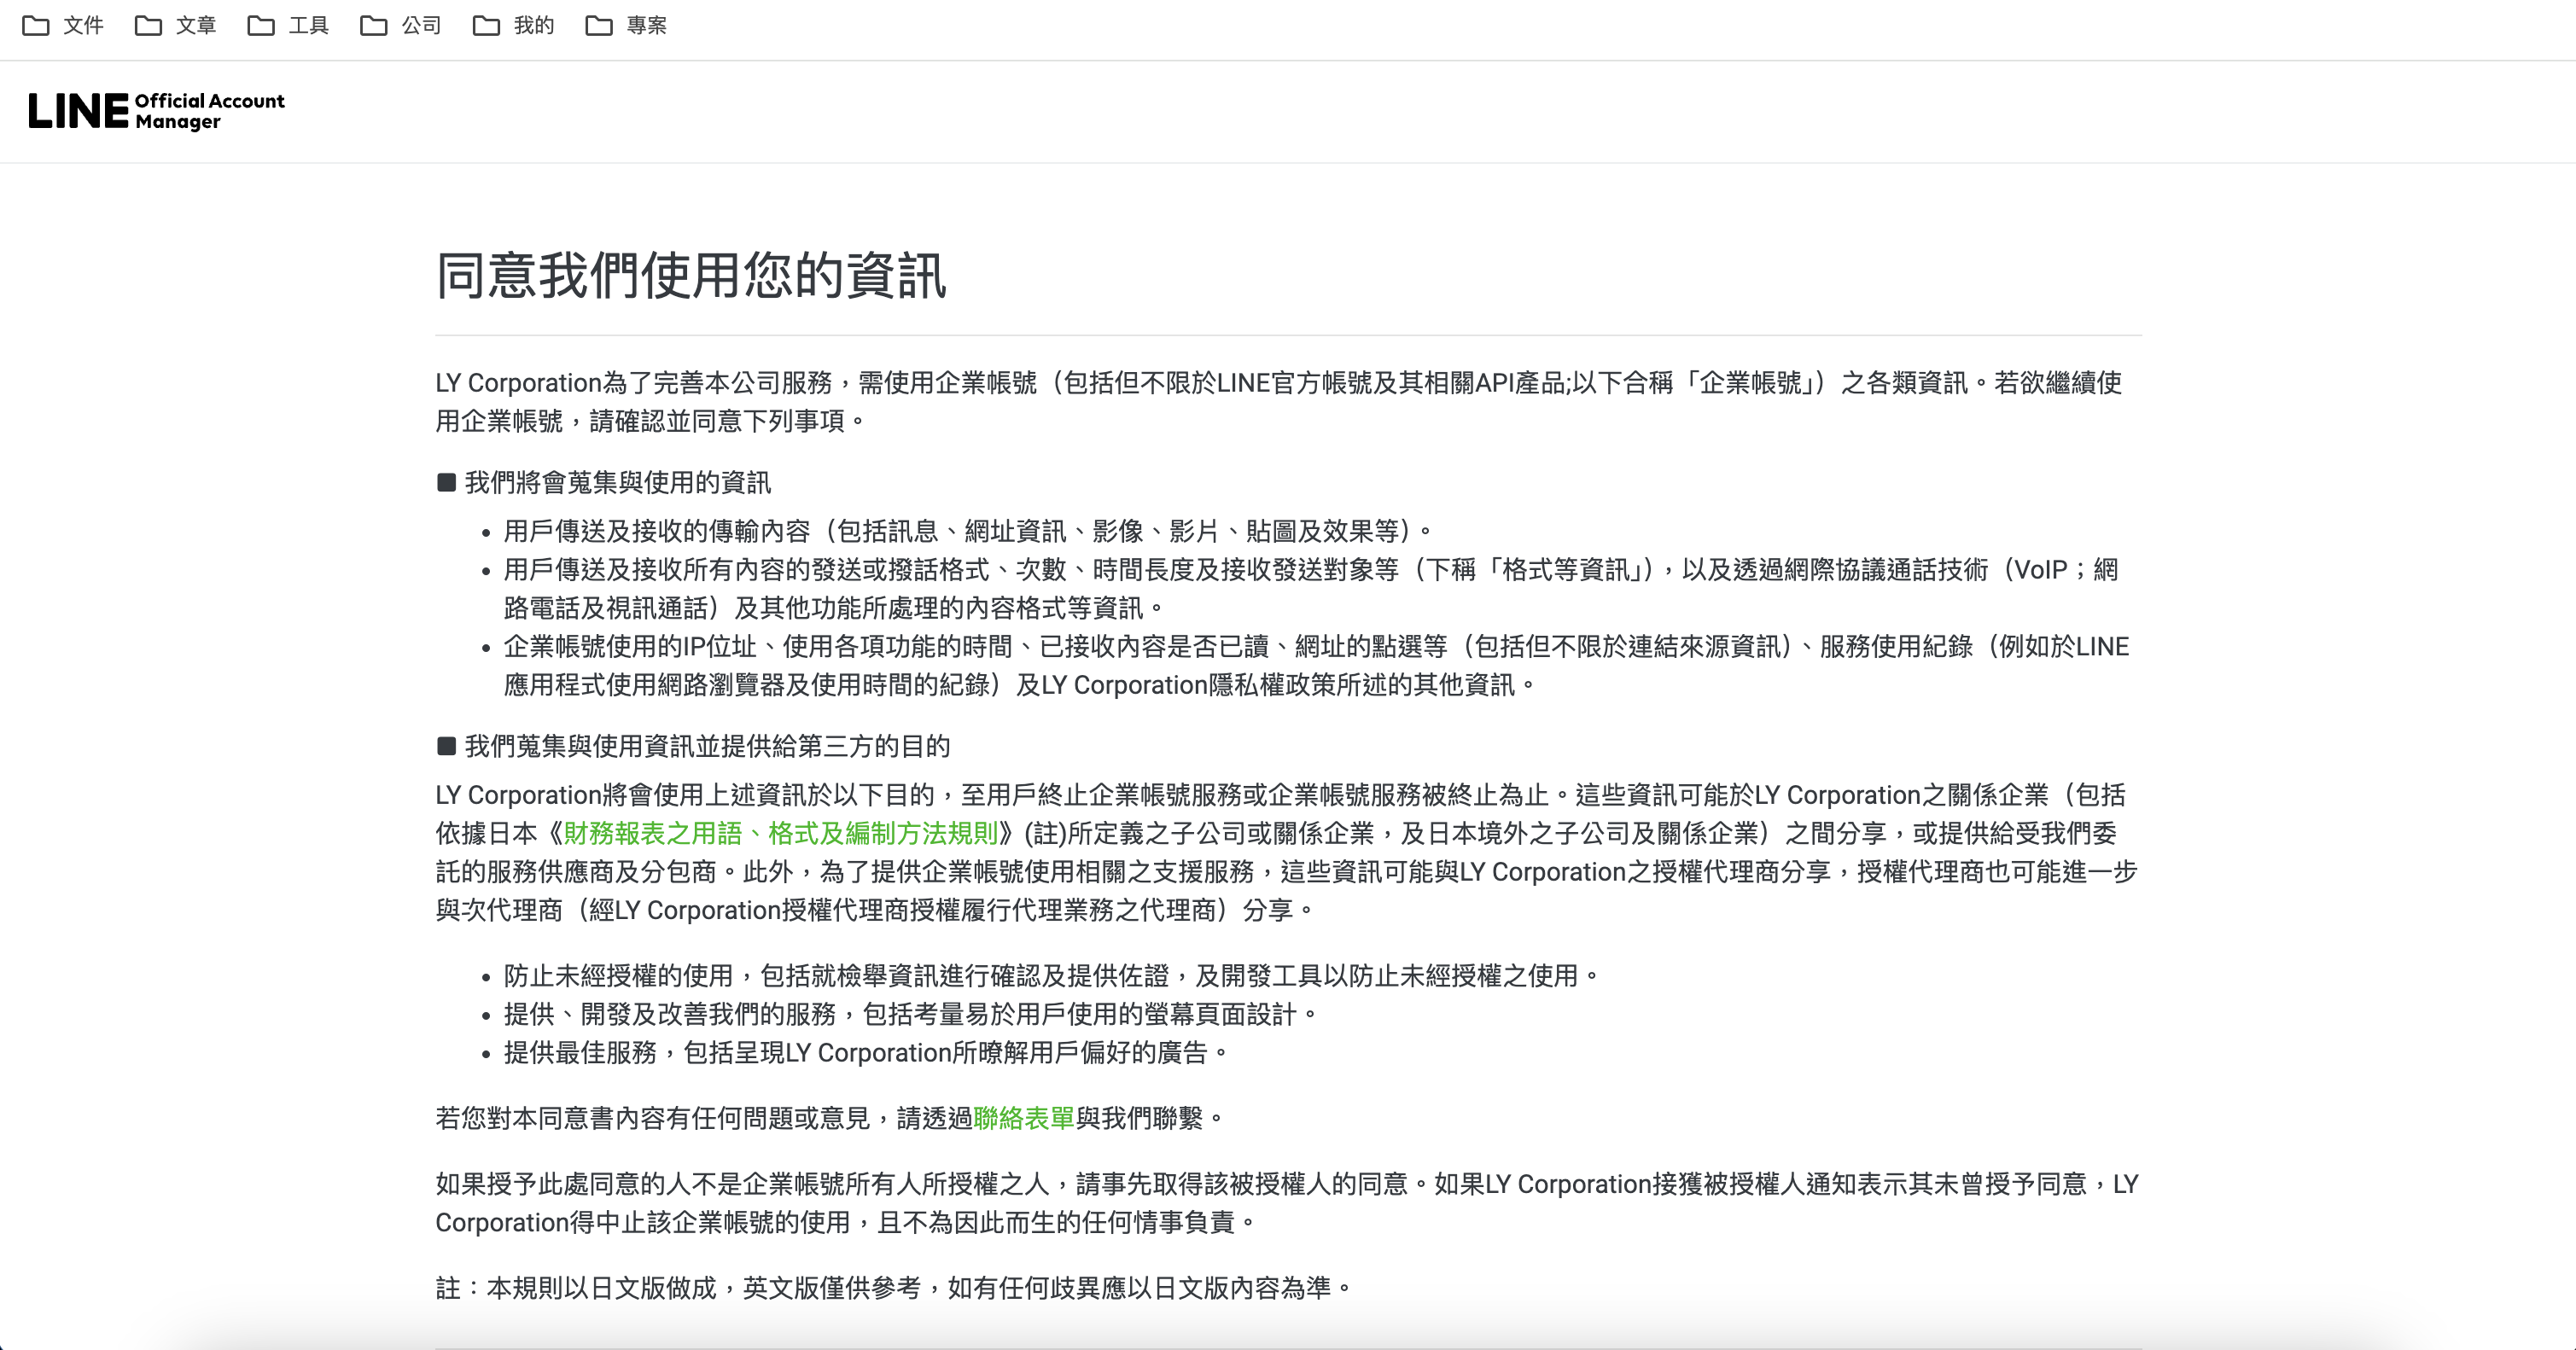 文件 文章 工具 公司 我的 專案
LINE Official Account
Manager
同意我們使用您的資訊
LY Corporation為了完善本公司服務，需使用企業帳號（包括但不限於LINE官方帳號及其相關API產品;以下合稱「企業帳號」）之各類資訊。若欲繼續使
用企業帳號，請確認並同意下列事項。
■ 我們將會蒐集與使用的資訊
• 用戶傳送及接收的傳輸內容（包括訊息、網址資訊、影像、影片、貼圖及效果等）。
• 用戶傳送及接收所有內容的發送或撥話格式、次數、時間長度及接收發送對象等（下稱「格式等資訊」），以及透過網際協議通話技術（VoIP；網
路電話及視訊通話）及其他功能所處理的內容格式等資訊。
• 企業帳號使用的IP位址、使用各項功能的時間、已接收內容是否已讀、網址的點選等（包括但不限於連結來源資訊）、服務使用紀錄（例如於LINE
應用程式使用網路瀏覽器及使用時間的紀錄）及LY Corporation隱私權政策所述的其他資訊。
■ 我們蒐集與使用資訊並提供給第三方的目的
LY Corporation將會使用上述資訊於以下目的，至用戶終止企業帳號服務或企業帳號服務被終止為止。這些資訊可能於LY Corporation之關係企業（包括
依據日本《財務報表之用語、格式及編制方法規則》(註)所定義之子公司或關係企業，及日本境外之子公司及關係企業）之間分享，或提供給受我們委
託的服務供應商及分包商。此外，為了提供企業帳號使用相關之支援服務，這些資訊可能與LY Corporation之授權代理商分享，授權代理商也可能進一步
與次代理商（經LY Corporation授權代理商授權履行代理業務之代理商）分享。
• 防止未經授權的使用，包括就檢舉資訊進行確認及提供佐證，及開發工具以防止未經授權之使用。
• 提供、開發及改善我們的服務，包括考量易於用戶使用的螢幕頁面設計。
• 提供最佳服務，包括呈現LY Corporation所暸解用戶偏好的廣告。
若您對本同意書內容有任何問題或意見，請透過聯絡表單與我們聯繫。
如果授予此處同意的人不是企業帳號所有人所授權之人，請事先取得該被授權人的同意。如果LY Corporation接獲被授權人通知表示其未曾授予同意，LY
Corporation得中止該企業帳號的使用，且不為因此而生的任何情事負責。
註：本規則以日文版做成，英文版僅供參考，如有任何歧異應以日文版內容為準。